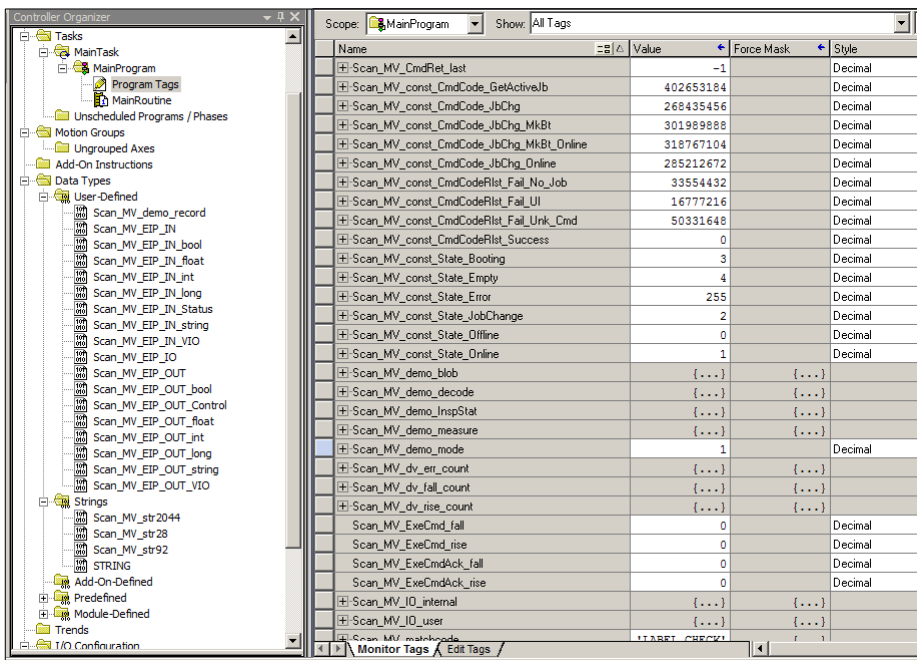 Controller Organizer
Tasks
MainTask
MainProgram
Program Tags
MainRoutine
Unscheduled Programs / Phases
Motion Groups
Ungrouped Axes
Add-On Instructions
Data Types
User-Defined
Scan_MV_demo_record
Scan_MV_EIP_IN
Scan_MV_EIP_IN_bool
Scan_MV_EIP_IN_float
Scan_MV_EIP_IN_int
Scan_MV_EIP_IN_long
Scan_MV_EIP_IN_Status
Scan_MV_EIP_IN_string
Scan_MV_EIP_IN_VIO
Scan_MV_EIP_IO
Scan_MV_EIP_OUT
Scan_MV_EIP_OUT_bool
Scan_MV_EIP_OUT_Control
Scan_MV_EIP_OUT_float
Scan_MV_EIP_OUT_int
Scan_MV_EIP_OUT_long
Scan_MV_EIP_OUT_string
Scan_MV_EIP_OUT_VIO
Strings
Scan_MV_str2044
Scan_MV_str28
Scan_MV_str92
STRING
Add-On-Defined
Predefined
Module-Defined
Trends
I/O Configuration
Scope: MainProgram Show: All Tags
Name Value Force Mask Style
Scan_MV_CmdRet_last -1 Decimal
Scan_MV_const_CmdCode_GetActiveJb 402653184 Decimal
Scan_MV_const_CmdCode_JbChg 268435456 Decimal
Scan_MV_const_CmdCode_JbChg_MkBt 301989888 Decimal
Scan_MV_const_CmdCode_JbChg_MkBt_Online 318767104 Decimal
Scan_MV_const_CmdCode_JbChg_Online 285212672 Decimal
Scan_MV_const_CmdCodeRlst_Fail_No_Job 33554432 Decimal
Scan_MV_const_CmdCodeRlst_Fail_UI 16777216 Decimal
Scan_MV_const_CmdCodeRlst_Fail_Unk_Cmd 50331648 Decimal
Scan_MV_const_CmdCodeRlst_Success 0 Decimal
Scan_MV_const_State_Booting 3 Decimal
Scan_MV_const_State_Empty 4 Decimal
Scan_MV_const_State_Error 255 Decimal
Scan_MV_const_State_JobChange 2 Decimal
Scan_MV_const_State_Offline 0 Decimal
Scan_MV_const_State_Online 1 Decimal
Scan_MV_demo_blob {...} {...}
Scan_MV_demo_decode {...} {...}
Scan_MV_demo_InspStat {...} {...}
Scan_MV_demo_measure {...} {...}
Scan_MV_demo_mode 1 Decimal
Scan_MV_dv_err_count {...} {...}
Scan_MV_dv_fall_count {...} {...}
Scan_MV_dv_rise_count {...} {...}
Scan_MV_ExeCmd_fall 0 Decimal
Scan_MV_ExeCmd_rise 0 Decimal
Scan_MV_ExeCmdAck_fall 0 Decimal
Scan_MV_ExeCmdAck_rise 0 Decimal
Scan_MV_IO_internal {...} {...}
Scan_MV_IO_user {...} {...}
Scan_MV_matchcode 'LABEL CHECK' {...}
Monitor Tags Edit Tags